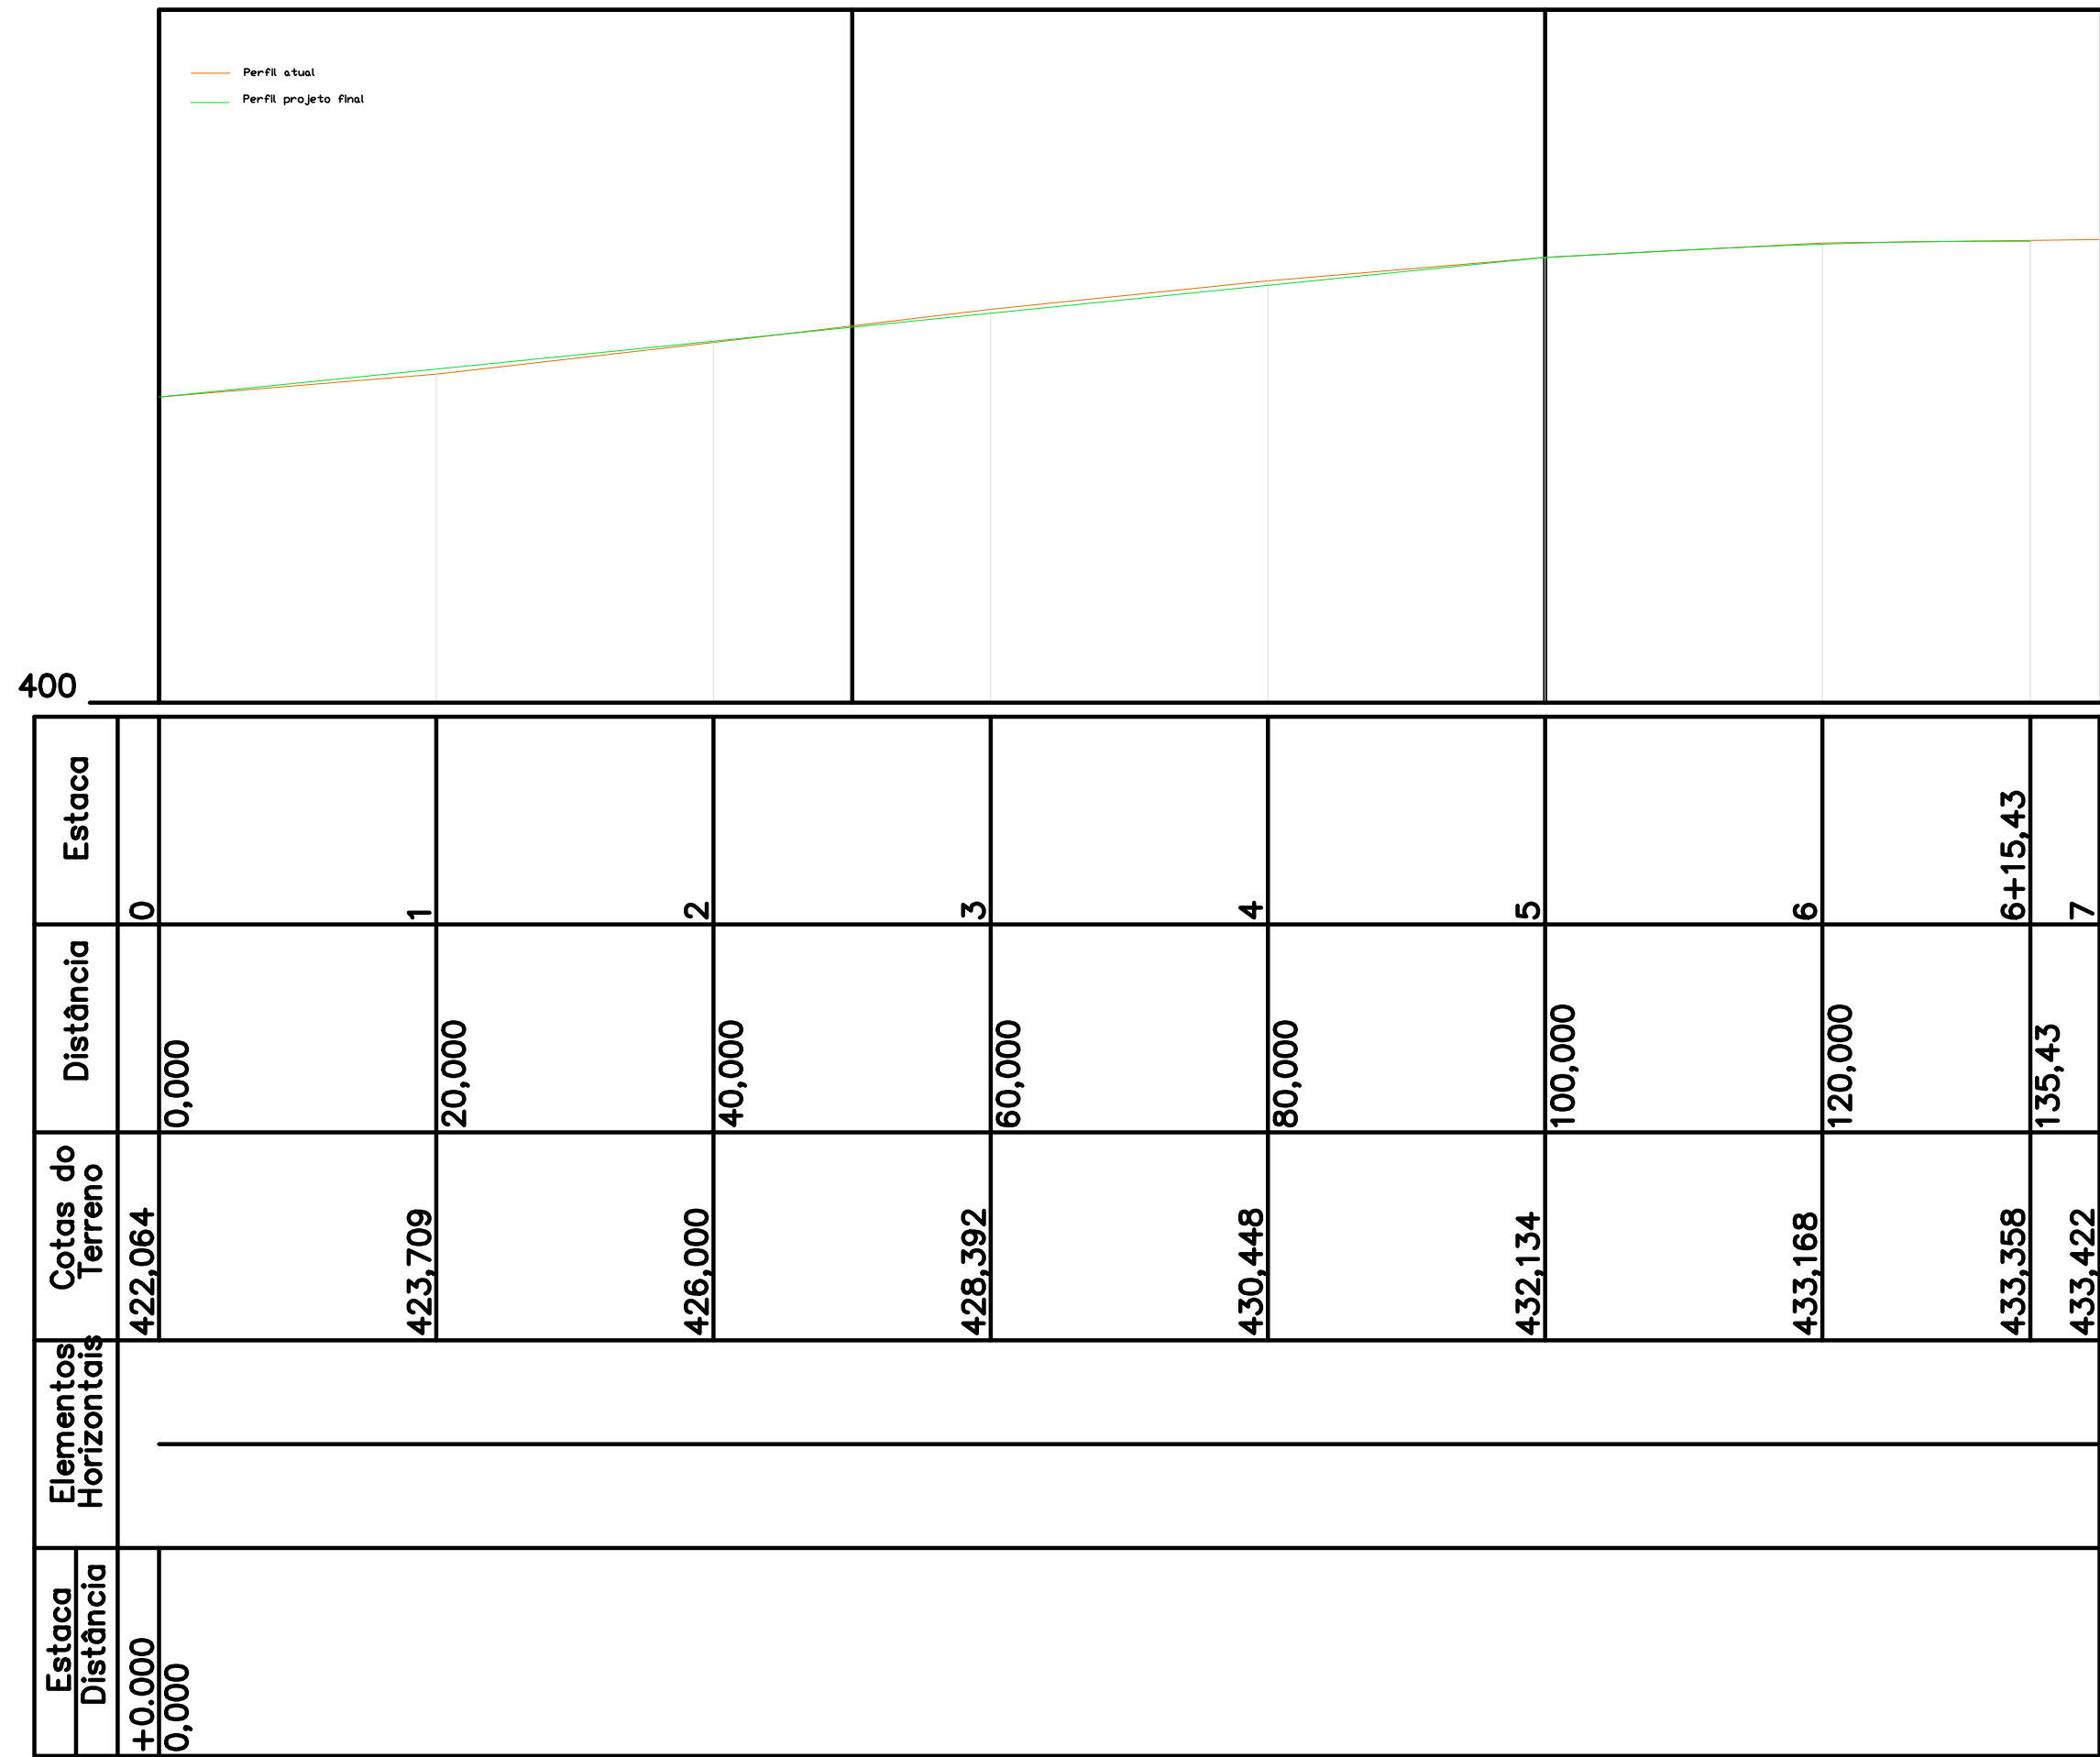 Perfil atual
Perfil projeto final
400
Estaca
0
1
2
3
4
5
6
6+15,43
7
Distância
0,000
20,000
40,000
60,000
80,000
100,000
120,000
135,43
Cotas do
Terreno
422,064
423,709
426,000
428,392
430,448
432,134
433,168
433,358
433,422
Elementos
Horizontais
Estaca
Distância
+0.000
0,000